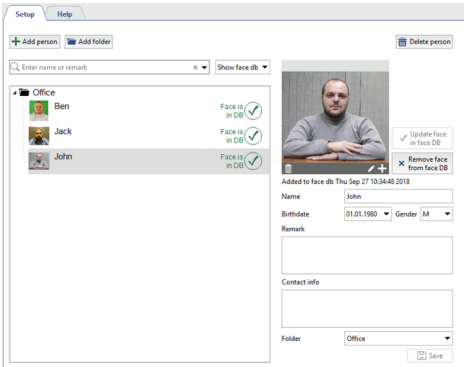 Setup Help
Add person Add folder Delete person
Enter name or remark Show face db
Office
Ben Face is
in DB
Jack Face is
in DB
John Face is
in DB
Update face
in face DB
Remove face
from face DB
Added to face db Thu Sep 27 10:34:48 2018
Name John
Birthdate 01.01.1980 Gender M
Remark
Contact info
Folder Office
Save